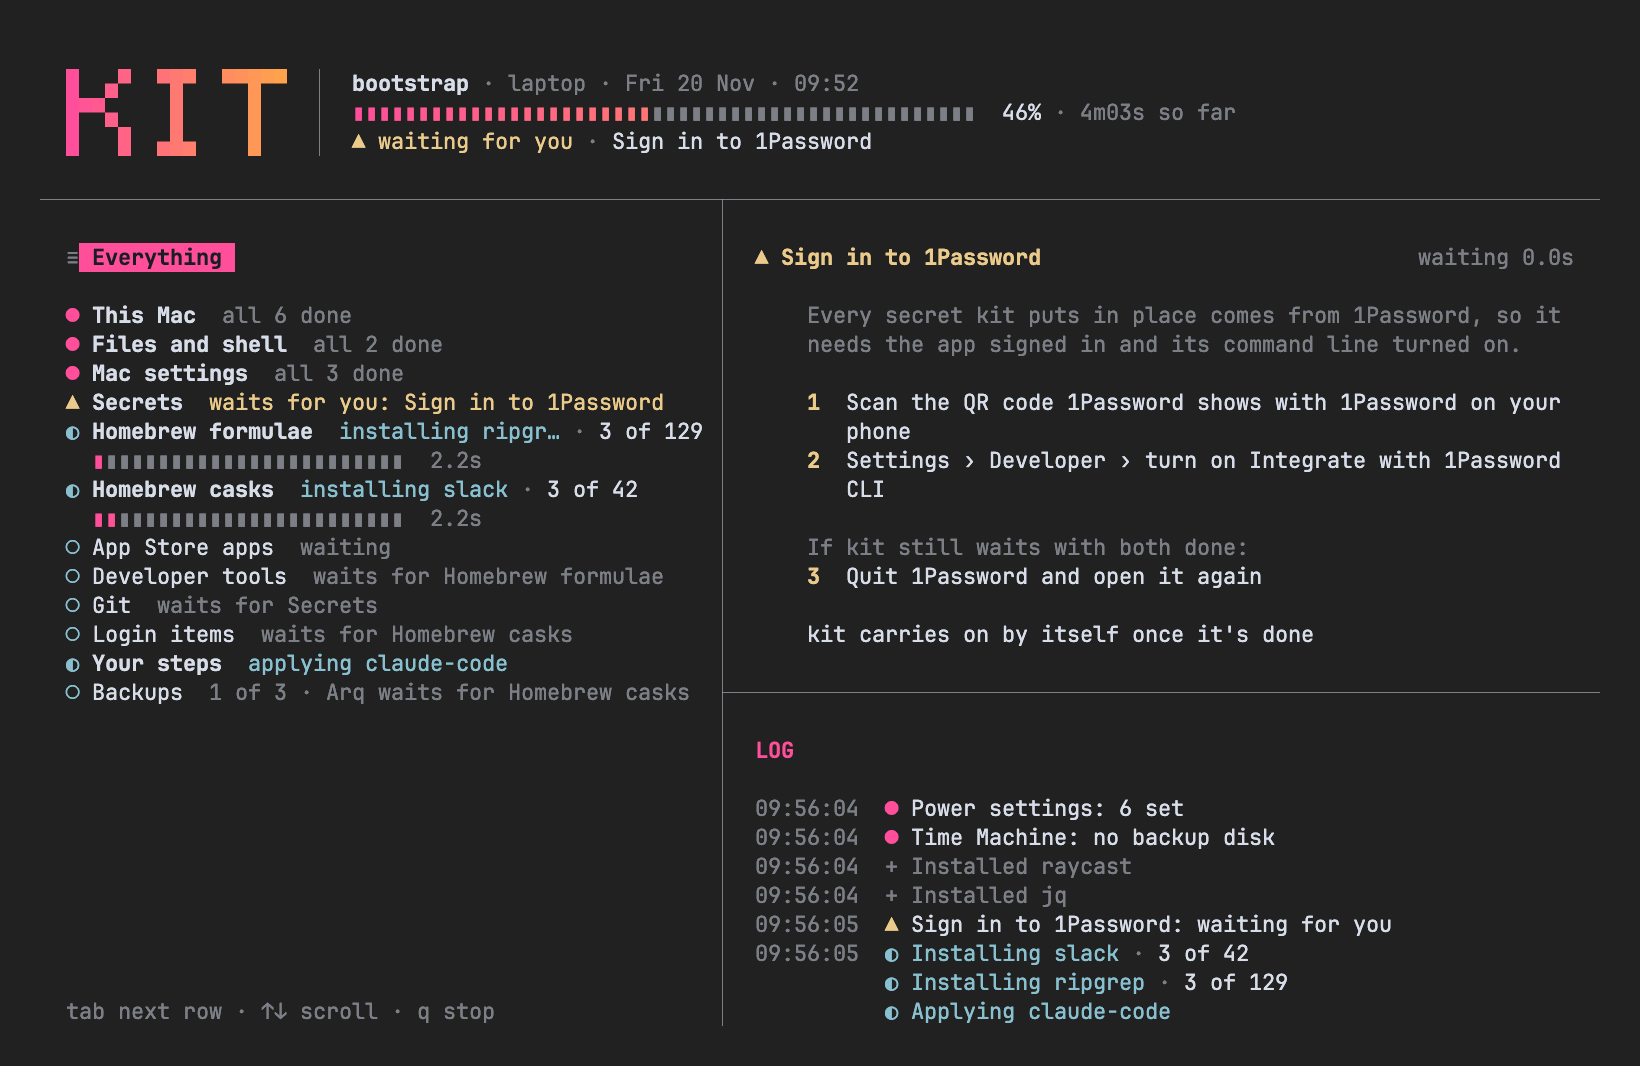 KIT
bootstrap · laptop · Fri 20 Nov · 09:52
46% · 4m03s so far
▲ waiting for you · Sign in to 1Password
≡ Everything
● This Mac  all 6 done
● Files and shell  all 2 done
● Mac settings  all 3 done
▲ Secrets  waits for you: Sign in to 1Password
◐ Homebrew formulae  installing ripgr… · 3 of 129
2.2s
◐ Homebrew casks  installing slack · 3 of 42
2.2s
○ App Store apps  waiting
○ Developer tools  waits for Homebrew formulae
○ Git  waits for Secrets
○ Login items  waits for Homebrew casks
◐ Your steps  applying claude-code
○ Backups  1 of 3 · Arq waits for Homebrew casks
tab next row · ↑↓ scroll · q stop
▲ Sign in to 1Password  waiting 0.0s
Every secret kit puts in place comes from 1Password, so it
needs the app signed in and its command line turned on.
1  Scan the QR code 1Password shows with 1Password on your
phone
2  Settings › Developer › turn on Integrate with 1Password
CLI
If kit still waits with both done:
3  Quit 1Password and open it again
kit carries on by itself once it's done
LOG
09:56:04  ● Power settings: 6 set
09:56:04  ● Time Machine: no backup disk
09:56:04  + Installed raycast
09:56:04  + Installed jq
09:56:05  ▲ Sign in to 1Password: waiting for you
09:56:05  ◐ Installing slack · 3 of 42
◐ Installing ripgrep · 3 of 129
◐ Applying claude-code